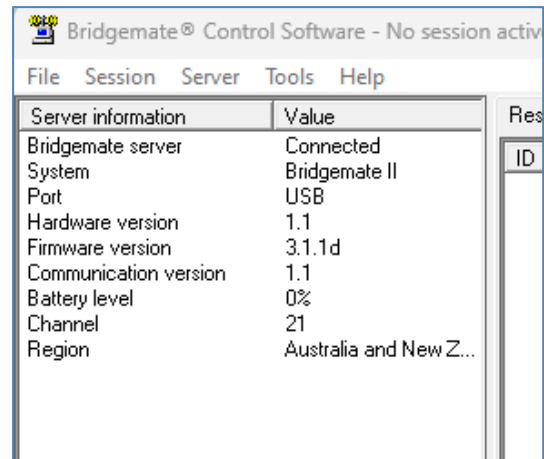 Bridgemate® Control Software - No session activ
File Session Server Tools Help
Server information Value Res
Bridgemate server Connected ID
System Bridgemate II
Port USB
Hardware version 1.1
Firmware version 3.1.1d
Communication version 1.1
Battery level 0%
Channel 21
Region Australia and New Z...